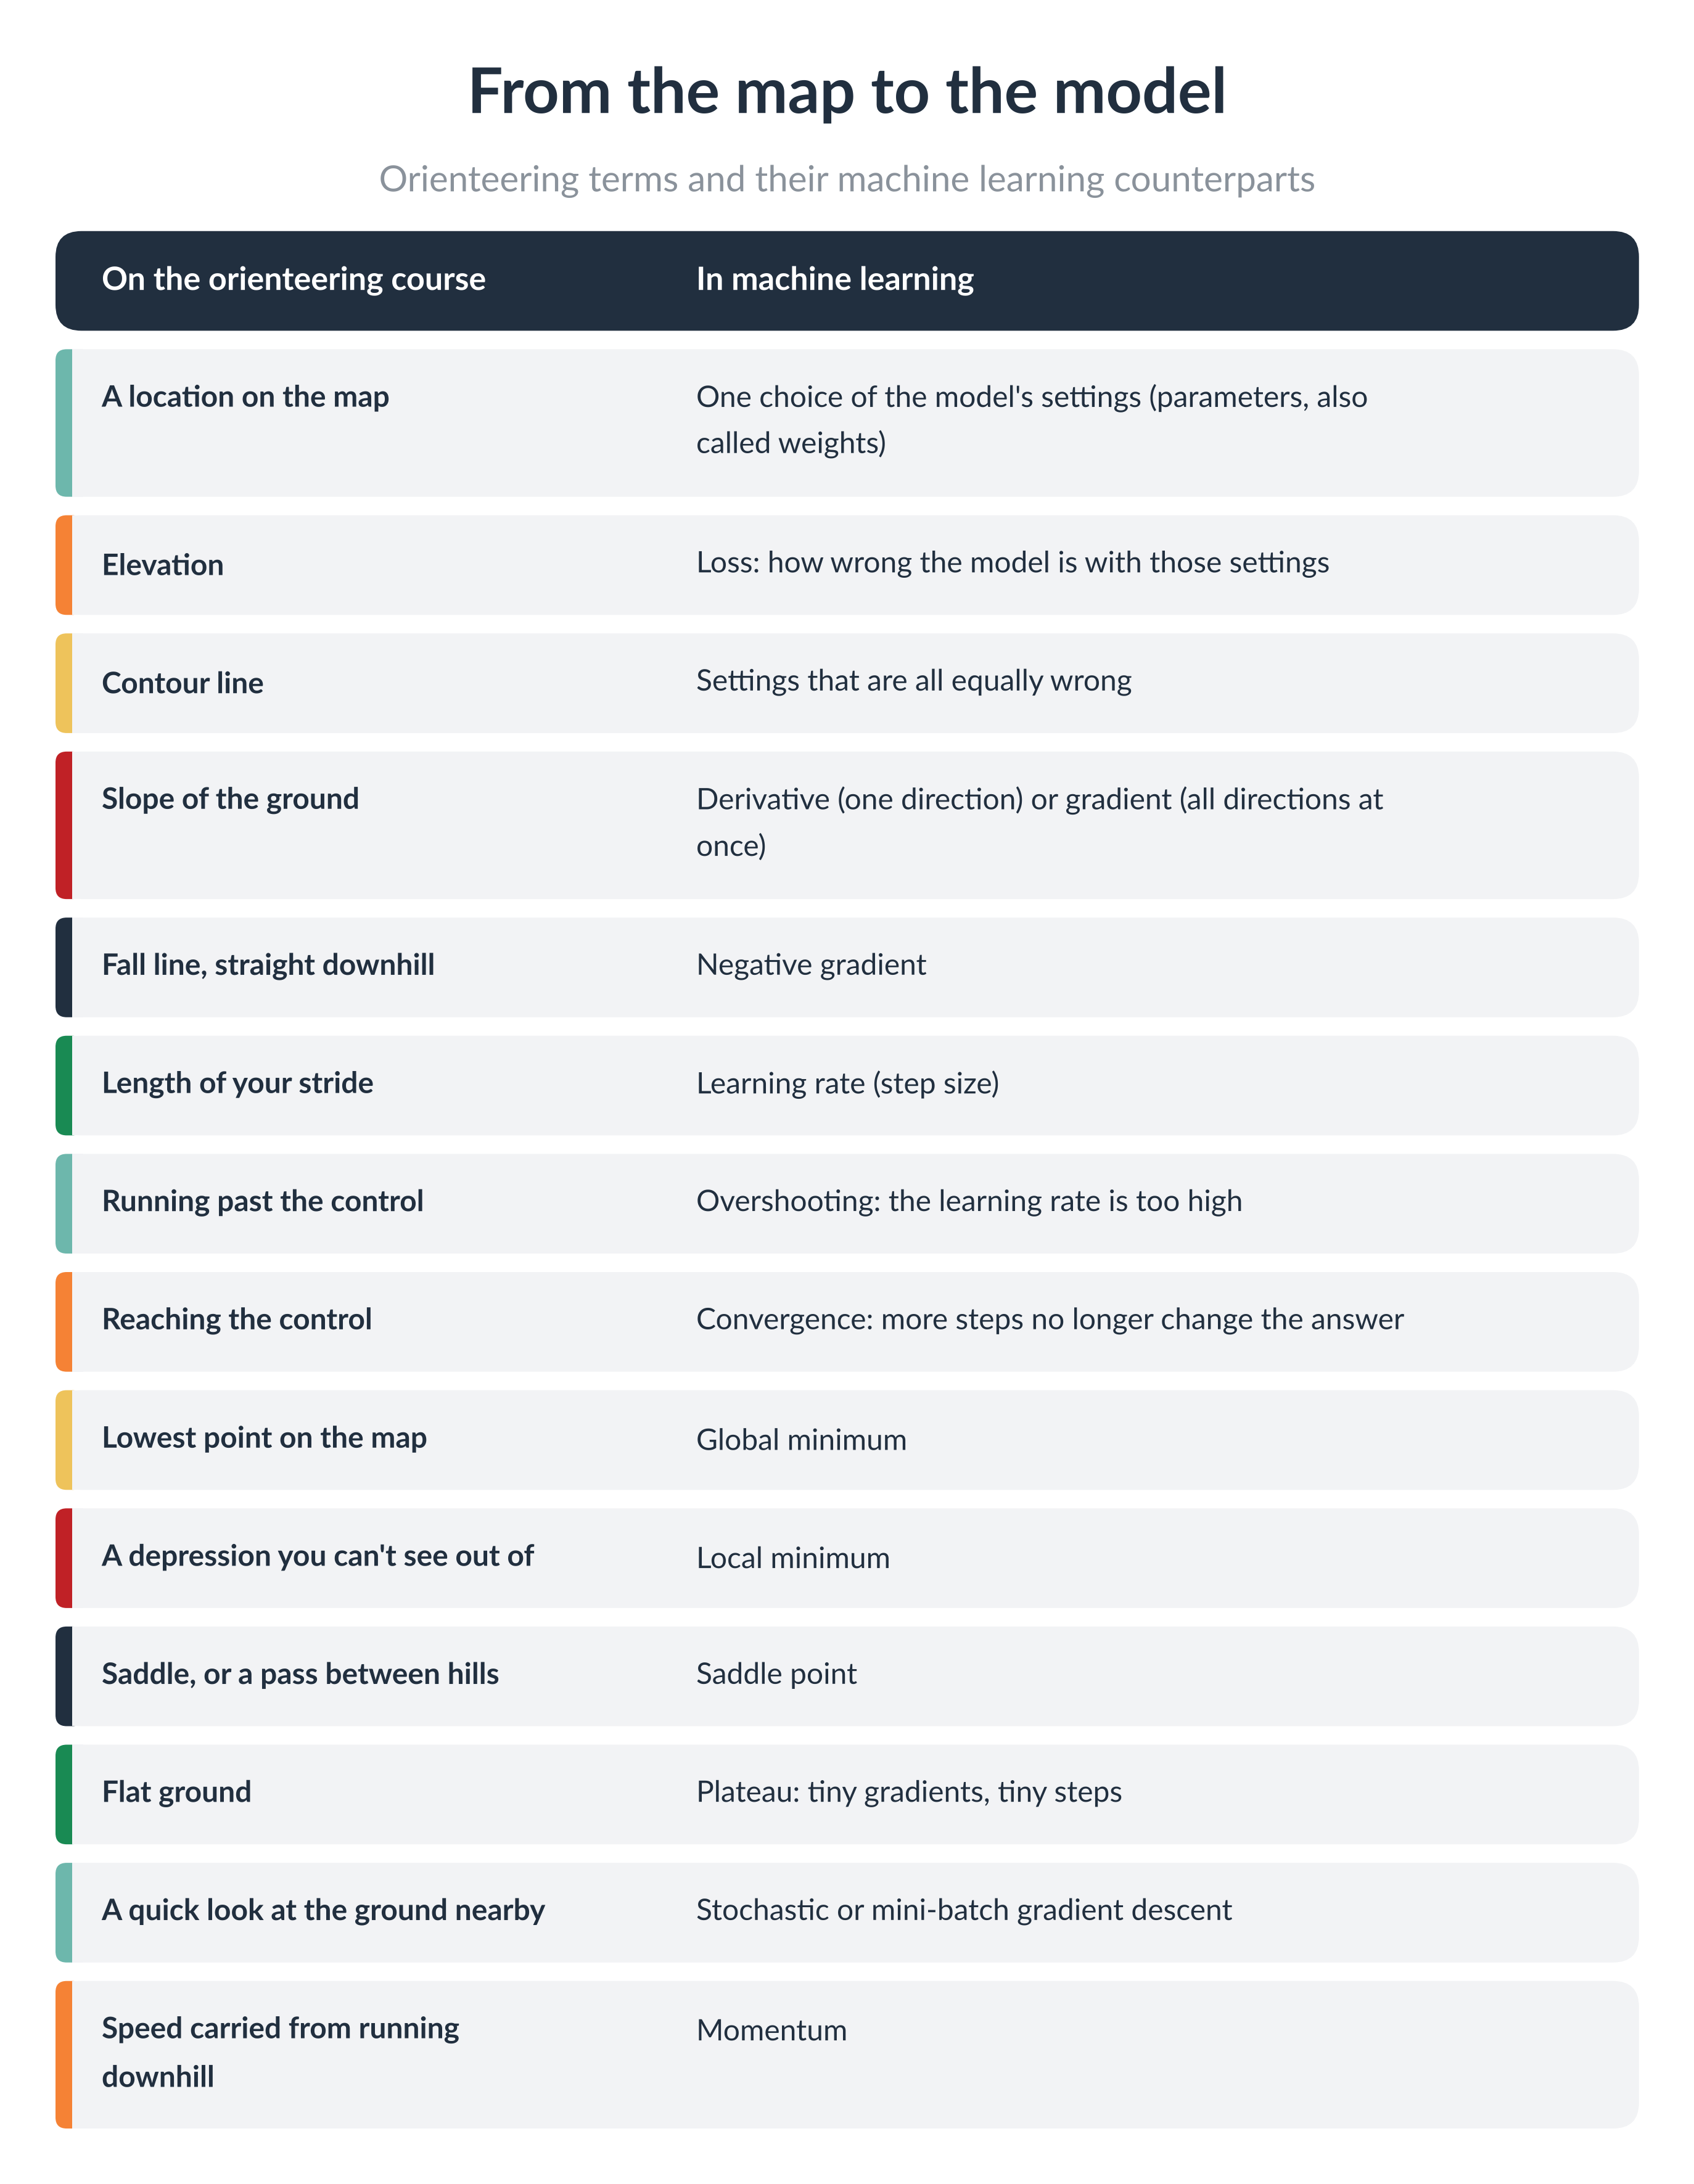 From the map to the model
Orienteering terms and their machine learning counterparts
On the orienteering course
In machine learning
A location on the map
One choice of the model's settings (parameters, also
called weights)
Elevation
Loss: how wrong the model is with those settings
Contour line
Settings that are all equally wrong
Slope of the ground
Derivative (one direction) or gradient (all directions at
once)
Fall line, straight downhill
Negative gradient
Length of your stride
Learning rate (step size)
Running past the control
Overshooting: the learning rate is too high
Reaching the control
Convergence: more steps no longer change the answer
Lowest point on the map
Global minimum
A depression you can't see out of
Local minimum
Saddle, or a pass between hills
Saddle point
Flat ground
Plateau: tiny gradients, tiny steps
A quick look at the ground nearby
Stochastic or mini-batch gradient descent
Speed carried from running
downhill
Momentum